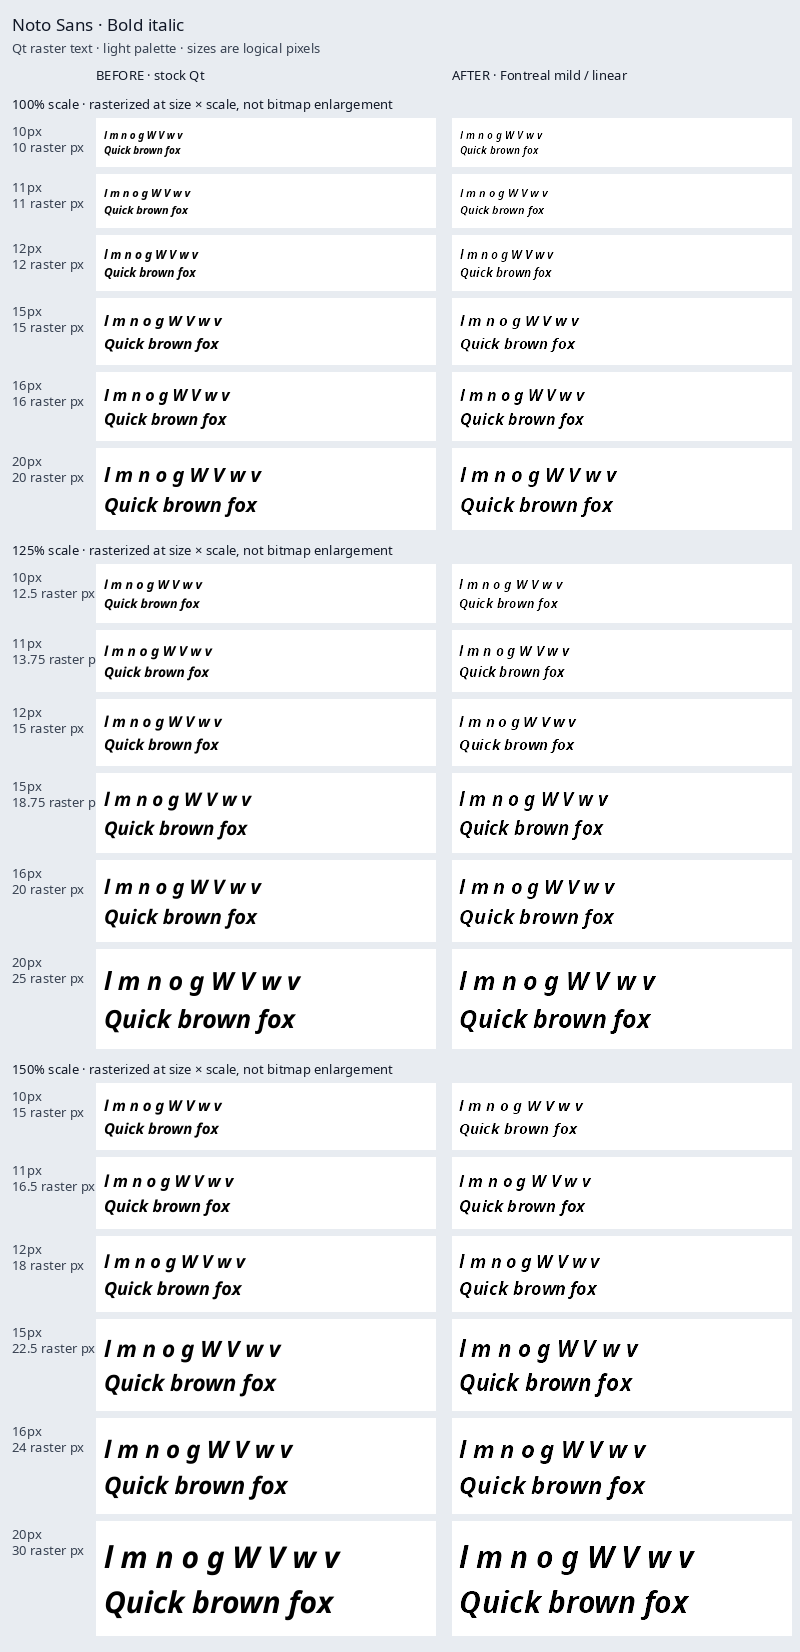 Noto Sans · Bold italic
Qt raster text · light palette · sizes are logical pixels
BEFORE · stock Qt AFTER · Fontreal mild / linear
100% scale · rasterized at size × scale, not bitmap enlargement
10px l m n o g W V w v l m n o g W V w v
10 raster px Quick brown fox Quick brown fox
11px l m n o g W V w v l m n o g W V w v
11 raster px Quick brown fox Quick brown fox
12px l m n o g W V w v l m n o g W V w v
12 raster px Quick brown fox Quick brown fox
15px l m n o g W V w v l m n o g W V w v
15 raster px Quick brown fox Quick brown fox
16px l m n o g W V w v l m n o g W V w v
16 raster px Quick brown fox Quick brown fox
20px l m n o g W V w v l m n o g W V w v
20 raster px Quick brown fox Quick brown fox
125% scale · rasterized at size × scale, not bitmap enlargement
10px l m n o g W V w v l m n o g W V w v
12.5 raster px Quick brown fox Quick brown fox
11px l m n o g W V w v l m n o g W V w v
13.75 raster p Quick brown fox Quick brown fox
12px l m n o g W V w v l m n o g W V w v
15 raster px Quick brown fox Quick brown fox
15px l m n o g W V w v l m n o g W V w v
18.75 raster p Quick brown fox Quick brown fox
16px l m n o g W V w v l m n o g W V w v
20 raster px Quick brown fox Quick brown fox
20px l m n o g W V w v l m n o g W V w v
25 raster px Quick brown fox Quick brown fox
150% scale · rasterized at size × scale, not bitmap enlargement
10px l m n o g W V w v l m n o g W V w v
15 raster px Quick brown fox Quick brown fox
11px l m n o g W V w v l m n o g W V w v
16.5 raster px Quick brown fox Quick brown fox
12px l m n o g W V w v l m n o g W V w v
18 raster px Quick brown fox Quick brown fox
15px l m n o g W V w v l m n o g W V w v
22.5 raster px Quick brown fox Quick brown fox
16px l m n o g W V w v l m n o g W V w v
24 raster px Quick brown fox Quick brown fox
20px l m n o g W V w v l m n o g W V w v
30 raster px Quick brown fox Quick brown fox